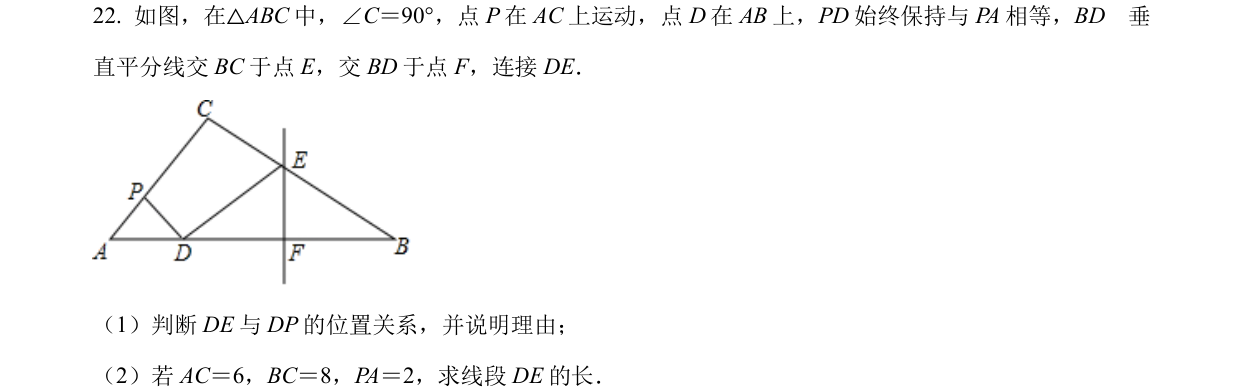 22. 如图，在△ABC中，∠C＝90°，点P在AC上运动，点D在AB上，PD始终保持与PA相等，BD 垂
直平分线交BC于点E，交BD于点F，连接DE．
C
E
P
A
D
F
B
（1）判断DE与DP的位置关系，并说明理由；
（2）若AC＝6，BC＝8，PA＝2，求线段DE的长．